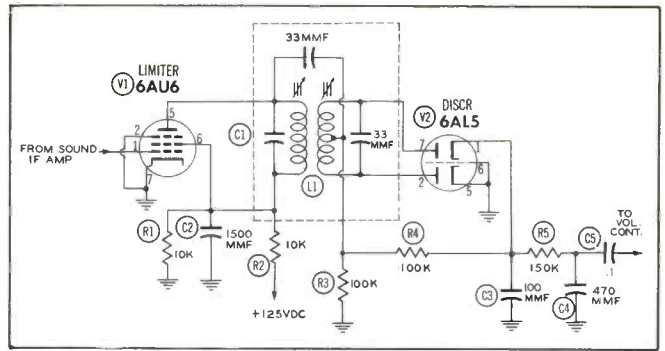 33MMF
LIMITER
V1 6AU6
DISCR
V2 6AL5
5
2
1
6
7
C1
33
MMF
L1
7
1
6
2
5
FROM SOUND
IF AMP
R1
10K
C2
1500
MMF
10K
R2
+125VDC
R3
100K
R4
100K
R5
150K
C5
.1
TO
VOL.
CONT.
C3
100
MMF
C4
470
MMF